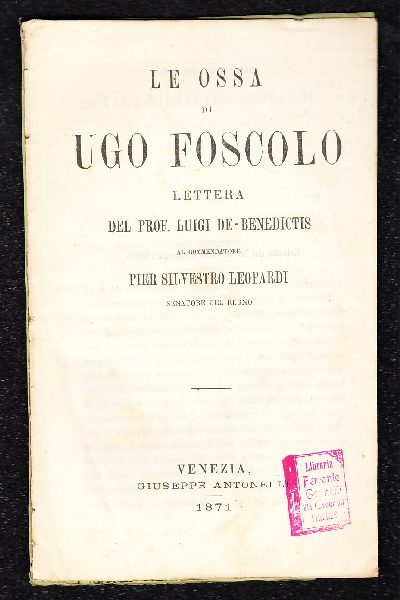 LE OSSA
DI
UGO FOSCOLO
LETTERA
DEL PROF. LUIGI DE-BENEDICTIS
AL COMMENDATORE
PIER SILVESTRO LEOPARDI
SENATORE DEL REGNO
VENEZIA,
GIUSEPPE ANTONELLI
1871
Libreria